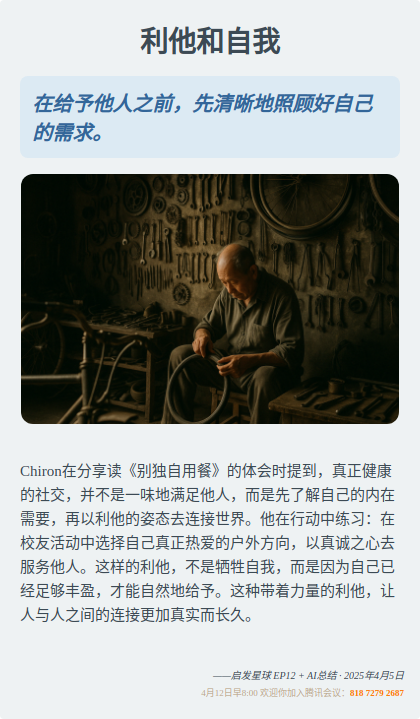 利他和自我
在给予他人之前，先清晰地照顾好自己
的需求。
Chiron在分享读《别独自用餐》的体会时提到，真正健康
的社交，并不是一味地满足他人，而是先了解自己的内在
需要，再以利他的姿态去连接世界。他在行动中练习：在
校友活动中选择自己真正热爱的户外方向，以真诚之心去
服务他人。这样的利他，不是牺牲自我，而是因为自己已
经足够丰盈，才能自然地给予。这种带着力量的利他，让
人与人之间的连接更加真实而长久。
——启发星球 EP12 + AI总结 · 2025年4月5日
4月12日早8:00 欢迎你加入腾讯会议：818 7279 2687